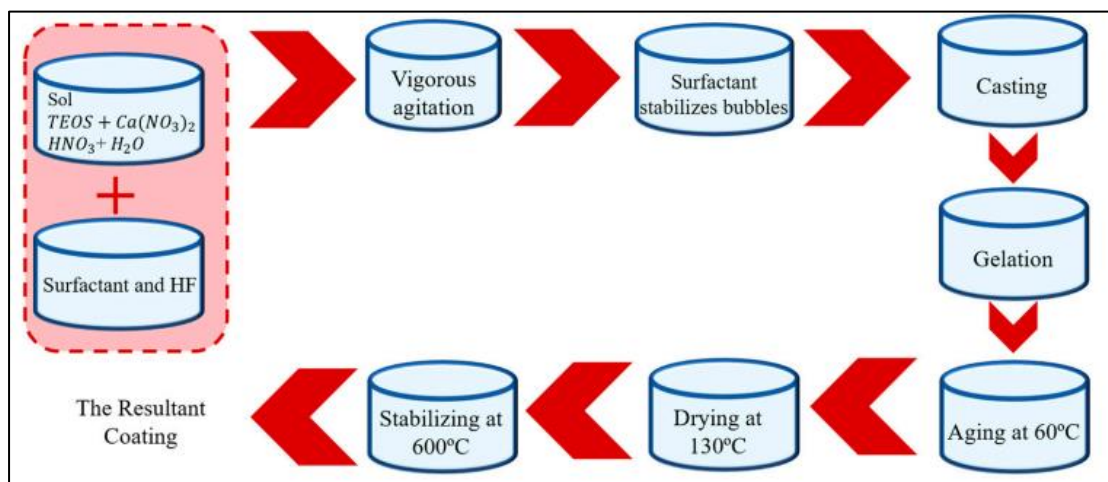 Sol
TEOS + Ca(NO₃)₂
HNO₃+ H₂O
+
Surfactant and HF
Vigorous
agitation
Surfactant
stabilizes bubbles
Casting
Gelation
Aging at 60ºC
Drying at
130ºC
Stabilizing at
600ºC
The Resultant
Coating